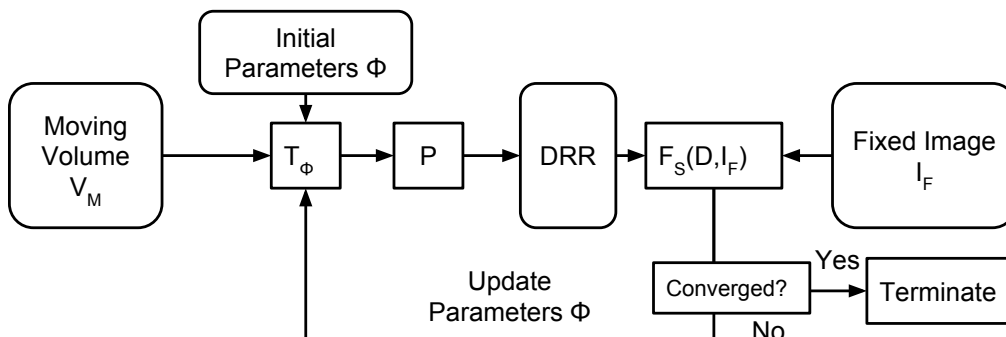 Initial
Parameters Φ
Moving
Volume
V_M
T_Φ
P
DRR
F_S(D,I_F)
Fixed Image
I_F
Update
Parameters Φ
Converged?
Yes
Terminate
No